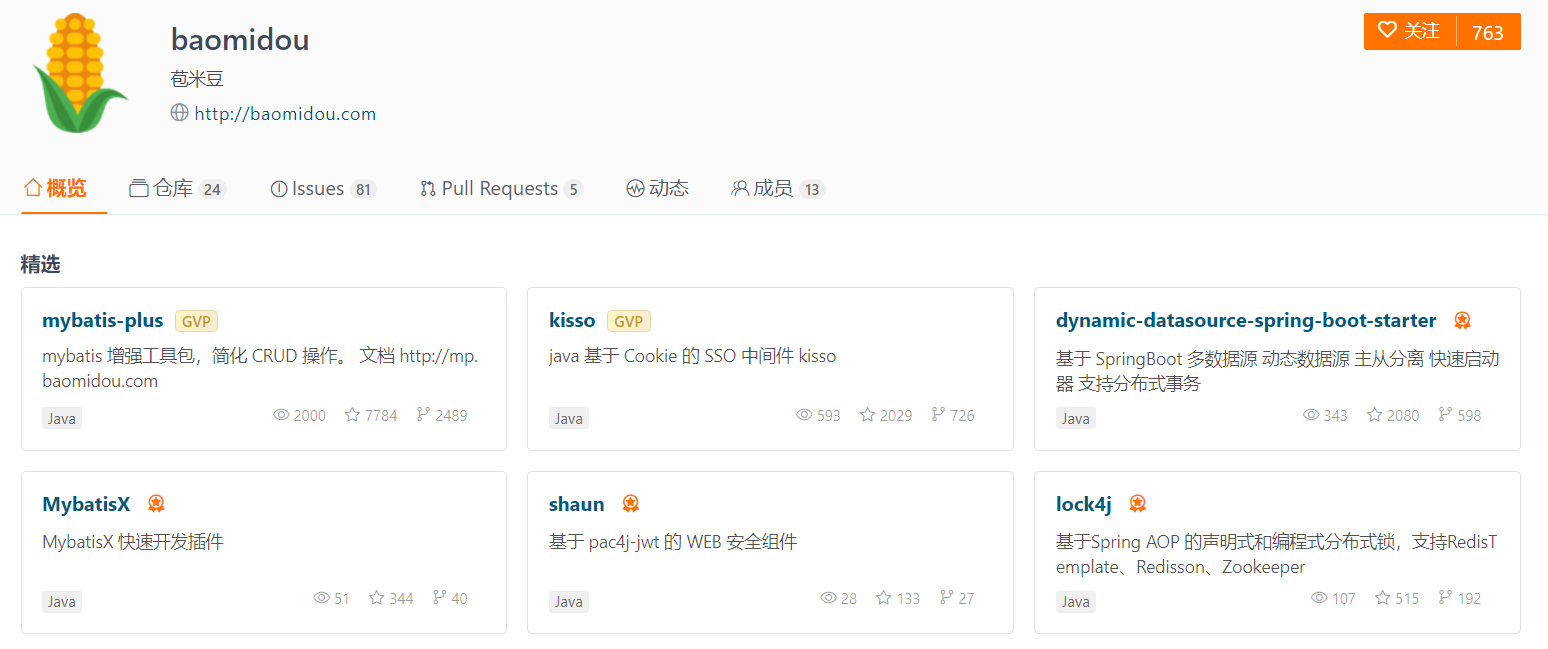 baomidou
苞米豆
http://baomidou.com
关注 763
概览 仓库 24 Issues 81 Pull Requests 5 动态 成员 13
精选
mybatis-plus GVP
mybatis 增强工具包，简化 CRUD 操作。 文档 http://mp.
baomidou.com
Java 2000 7784 2489
kisso GVP
java 基于 Cookie 的 SSO 中间件 kisso
Java 593 2029 726
dynamic-datasource-spring-boot-starter
基于 SpringBoot 多数据源 动态数据源 主从分离 快速启动
器 支持分布式事务
Java 343 2080 598
MybatisX
MybatisX 快速开发插件
Java 51 344 40
shaun
基于 pac4j-jwt 的 WEB 安全组件
Java 28 133 27
lock4j
基于Spring AOP 的声明式和编程式分布式锁，支持RedisT
emplate、Redisson、Zookeeper
Java 107 515 192